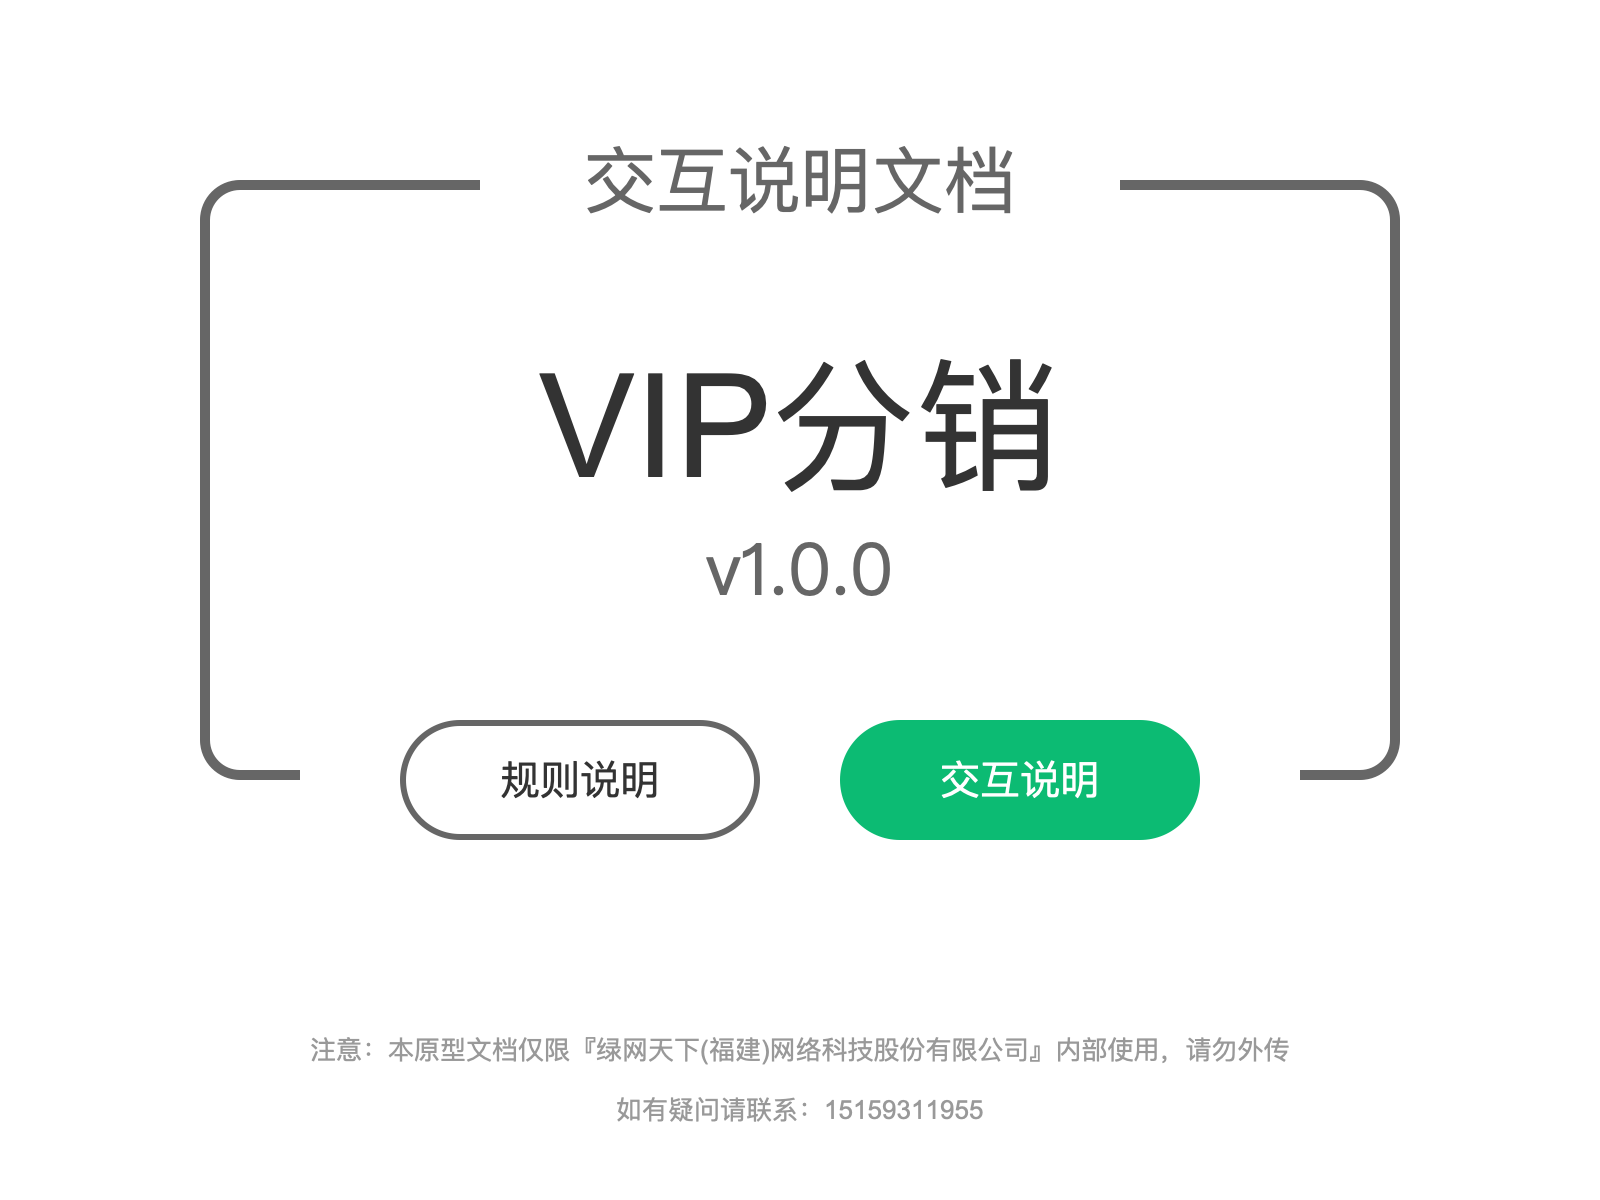 交互说明文档
VIP分销
v1.0.0
规则说明
交互说明
注意：本原型文档仅限『绿网天下(福建)网络科技股份有限公司』内部使用，请勿外传
如有疑问请联系：15159311955